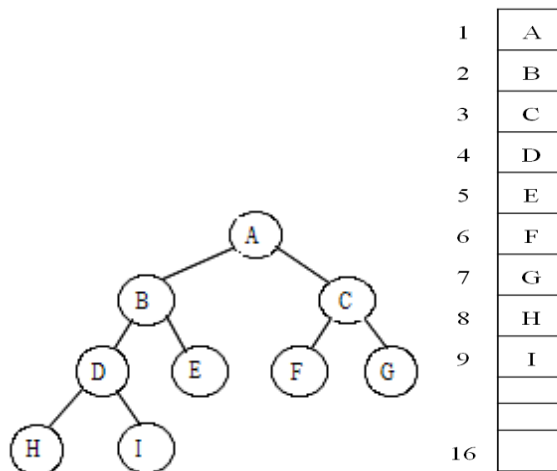 1 A
2 B
3 C
4 D
5 E
6 F
7 G
8 H
9 I
16
A
B C
D E F G
H I